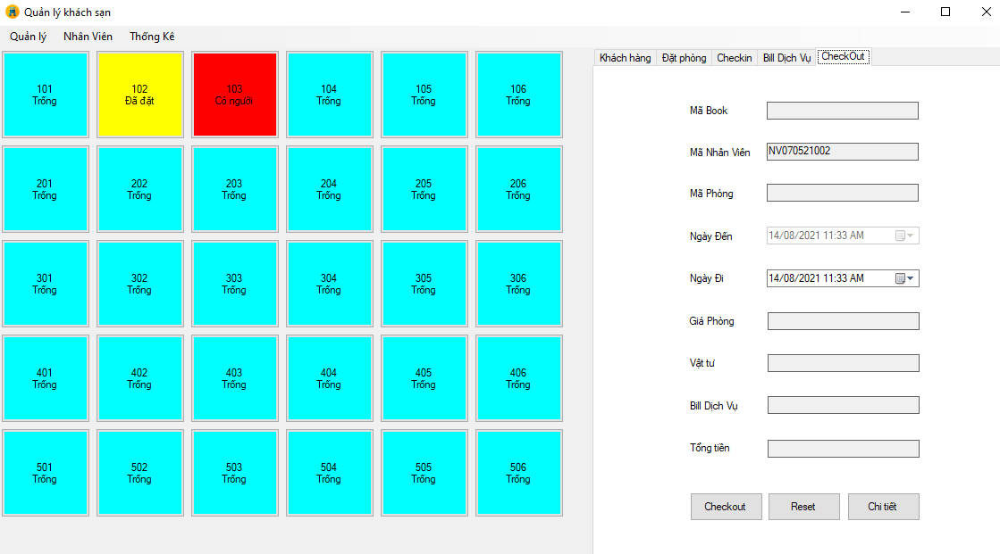 Quản lý khách sạn
Quản lý Nhân Viên Thống Kê
101
Trống
102
Đã đặt
103
Có người
104
Trống
105
Trống
106
Trống
201
Trống
202
Trống
203
Trống
204
Trống
205
Trống
206
Trống
301
Trống
302
Trống
303
Trống
304
Trống
305
Trống
306
Trống
401
Trống
402
Trống
403
Trống
404
Trống
405
Trống
406
Trống
501
Trống
502
Trống
503
Trống
504
Trống
505
Trống
506
Trống
Khách hàng Đặt phòng Checkin Bill Dịch Vụ CheckOut
Mã Book
Mã Nhân Viên NV070521002
Mã Phòng
Ngày Đến 14/08/2021 11:33 AM
Ngày Đi 14/08/2021 11:33 AM
Giá Phòng
Vật tư
Bill Dịch Vụ
Tổng tiền
Checkout Reset Chi tiết